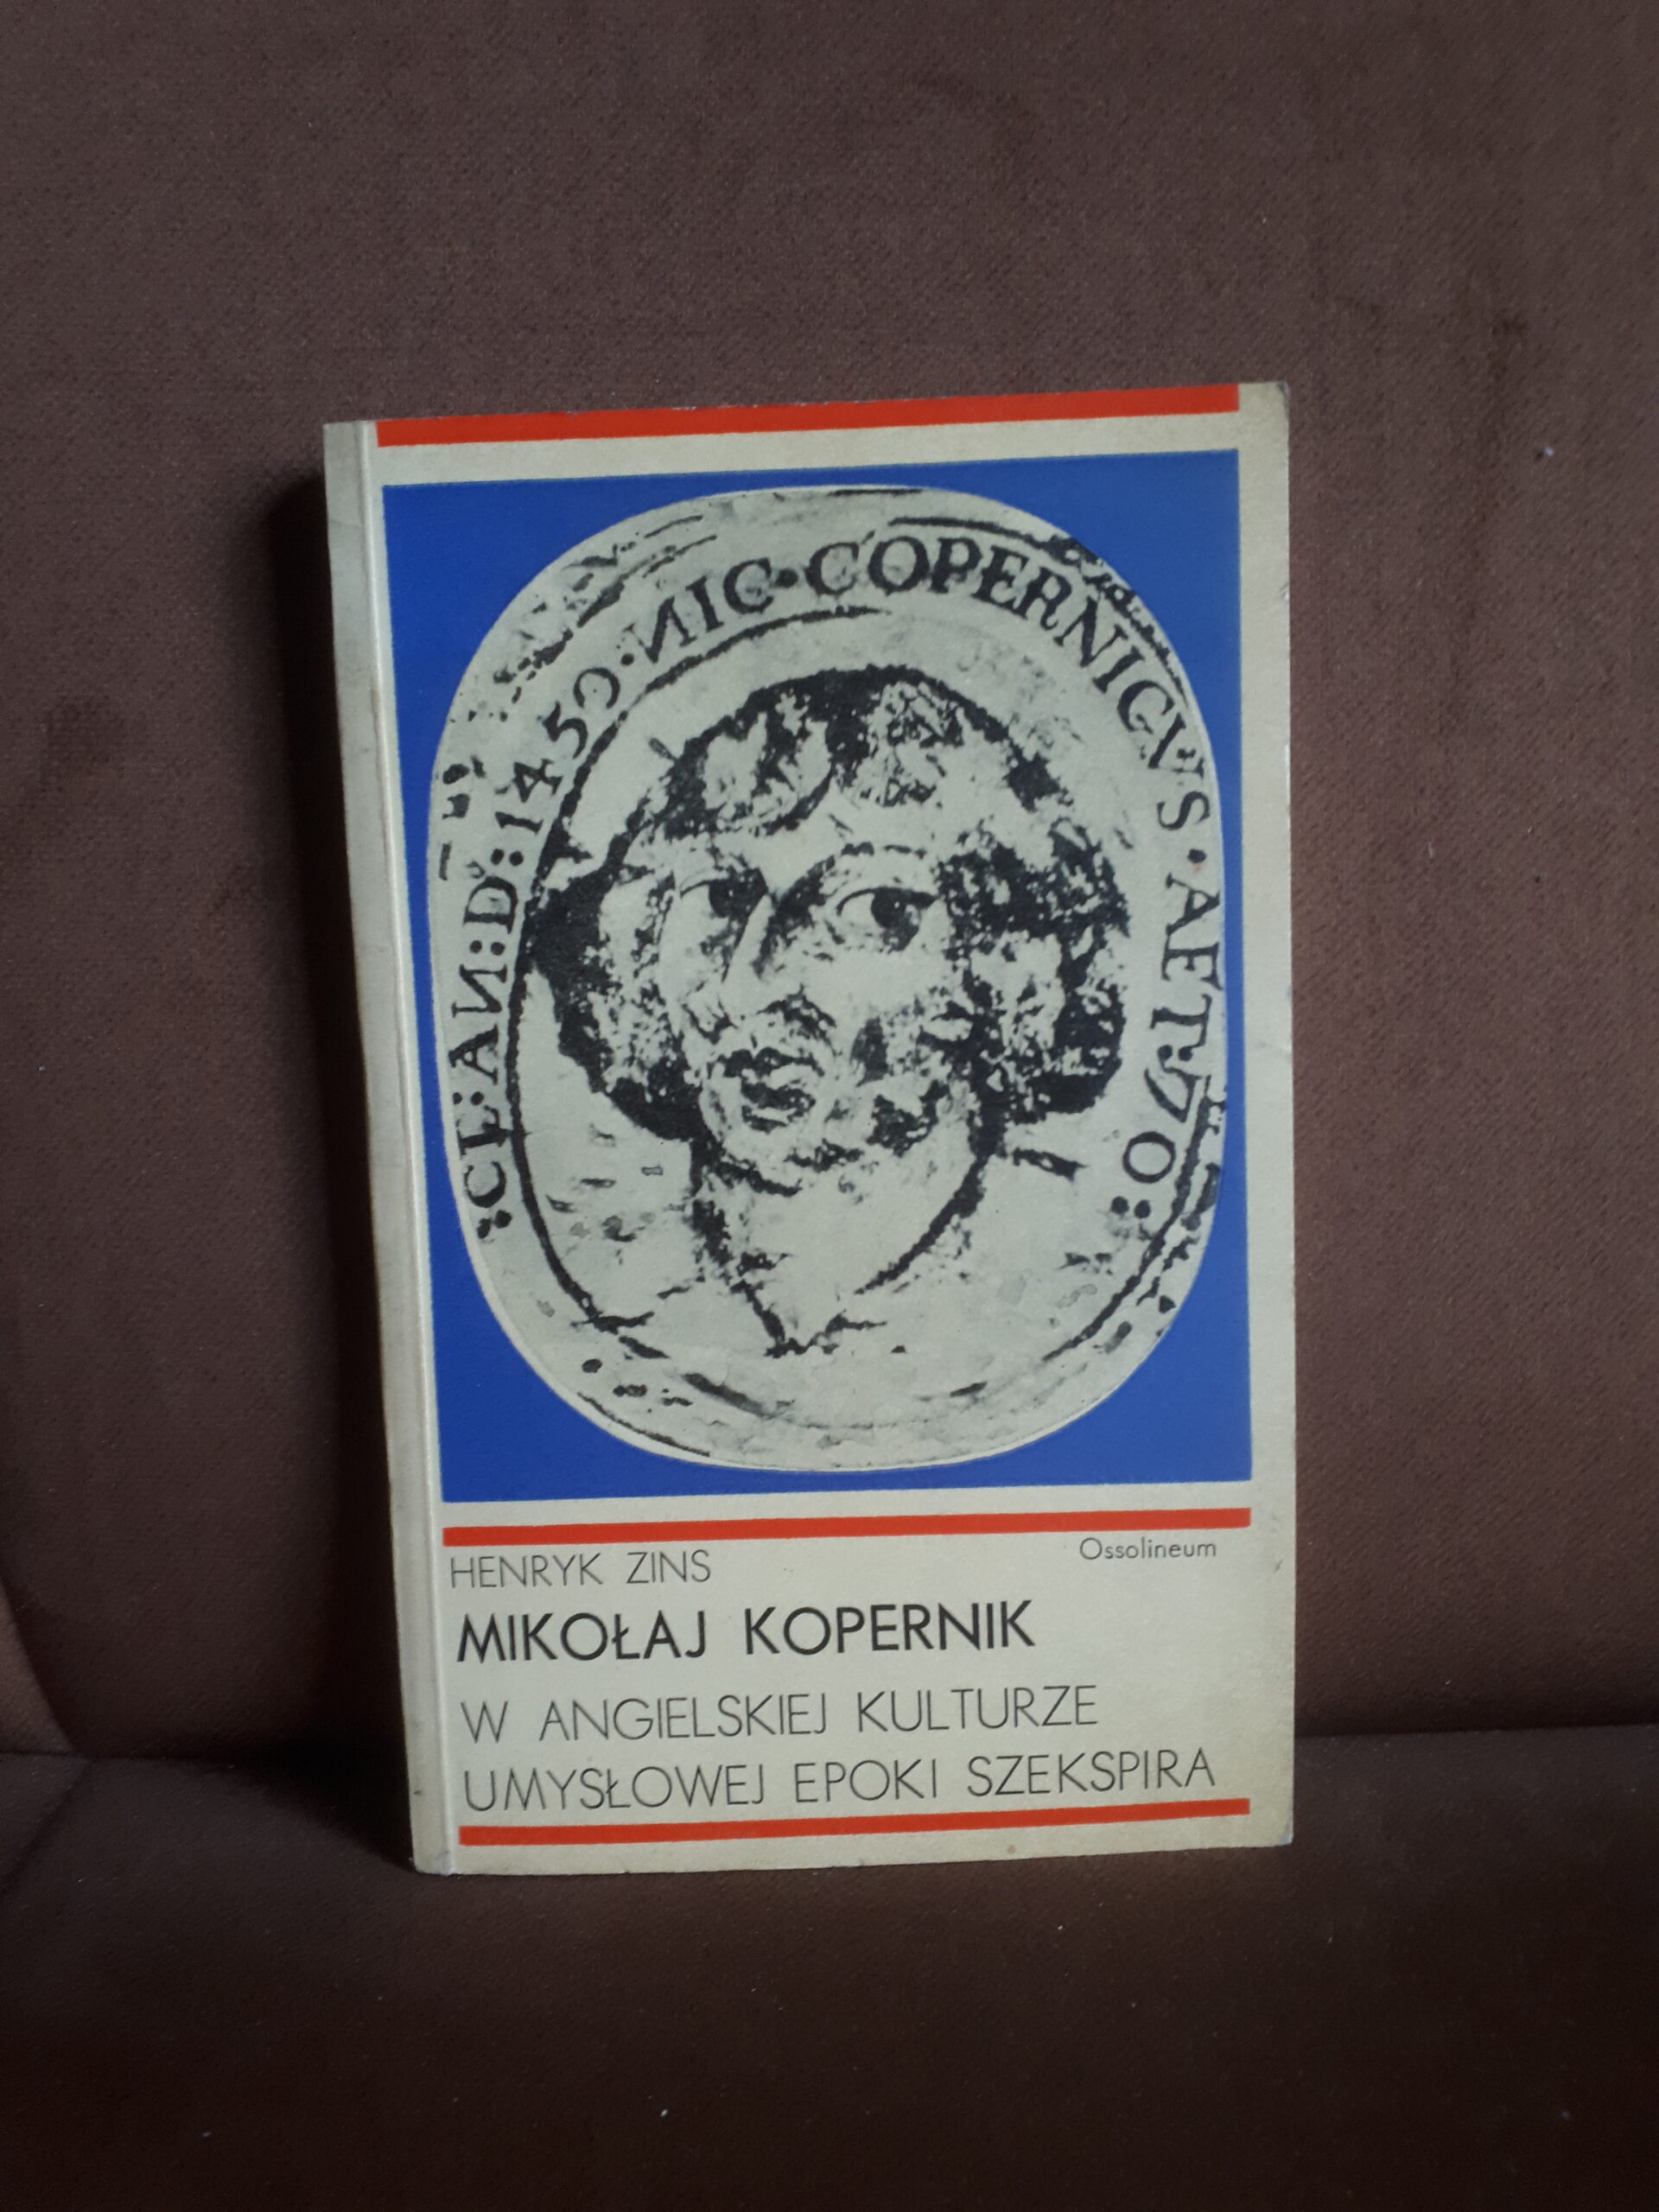 :CL:AN:D:1450·NIC·COPERNICVS·AET:70:
HENRYK ZINS
Ossolineum
MIKOŁAJ KOPERNIK
W ANGIELSKIEJ KULTURZE
UMYSŁOWEJ EPOKI SZEKSPIRA